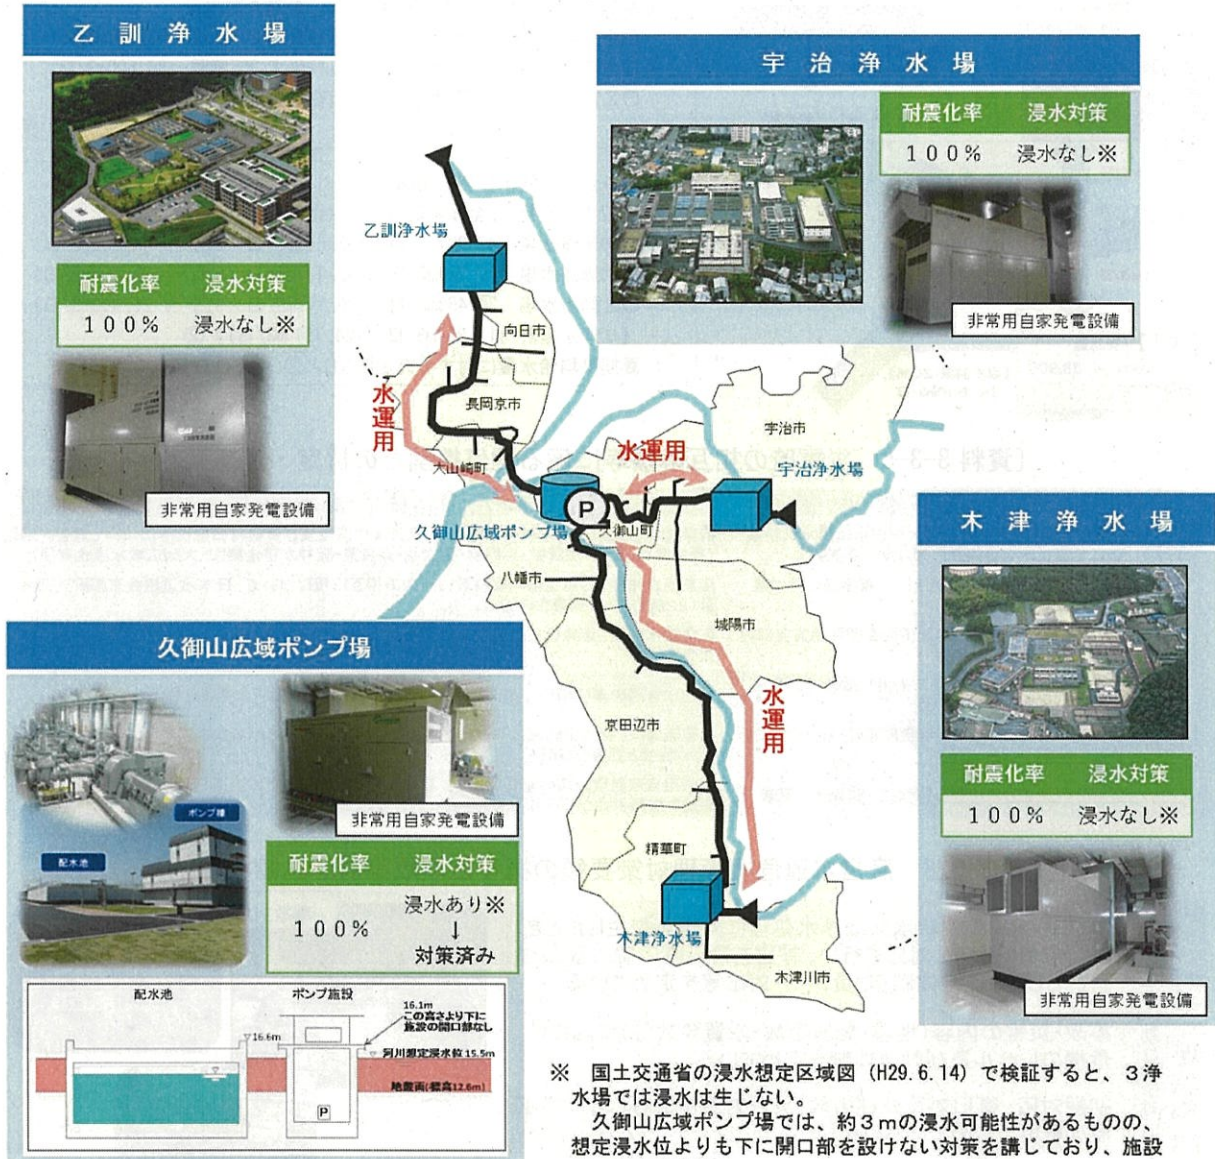 乙訓浄水場
耐震化率 浸水対策
100% 浸水なし※
非常用自家発電設備
宇治浄水場
耐震化率 浸水対策
100% 浸水なし※
非常用自家発電設備
乙訓浄水場
向日市
長岡京市
大山崎町
水運用
水運用
宇治市
宇治浄水場
P
久御山町
久御山広域ポンプ場
八幡市
城陽市
水運用
京田辺市
精華町
木津浄水場
木津川市
木津浄水場
耐震化率 浸水対策
100% 浸水なし※
非常用自家発電設備
久御山広域ポンプ場
ポンプ棟
配水池
非常用自家発電設備
耐震化率 浸水対策
100% 浸水あり※
↓
対策済み
配水池 ポンプ施設
16.1m
この高さより下に
施設の開口部なし
▽16.6m
▽ 河川想定浸水位15.5m
地盤面(標高12.6m)
P
※ 国土交通省の浸水想定区域図(H29.6.14)で検証すると、3浄
水場では浸水は生じない。
久御山広域ポンプ場では、約3mの浸水可能性があるものの、
想定浸水位よりも下に開口部を設けない対策を講じており、施設